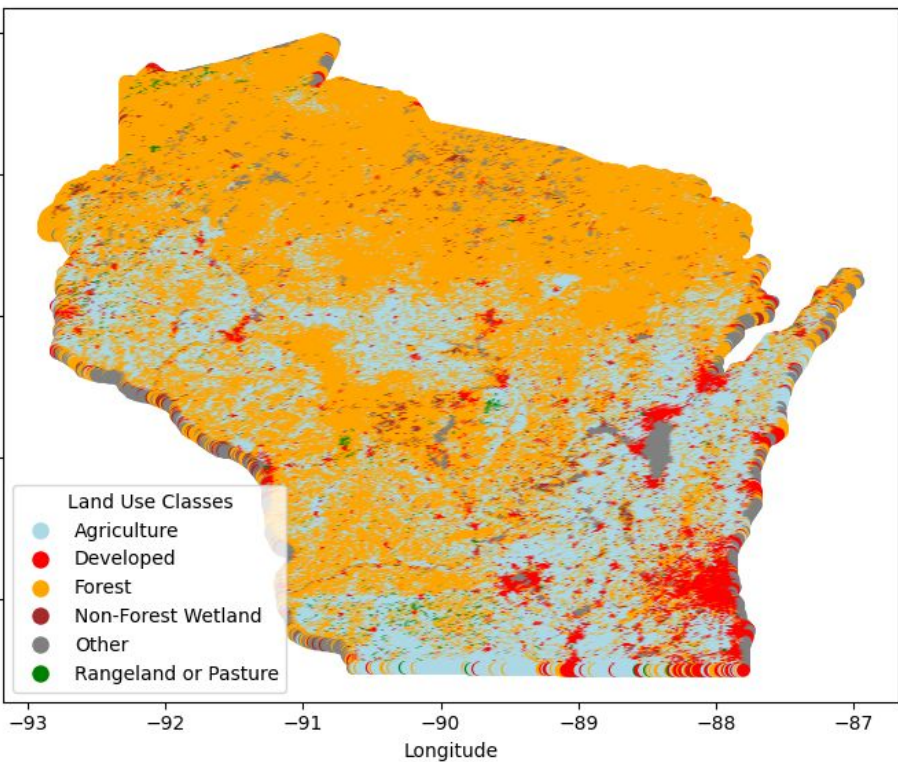 Land Use Classes
Agriculture
Developed
Forest
Non-Forest Wetland
Other
Rangeland or Pasture
−93 −92 −91 −90 −89 −88 −87
Longitude